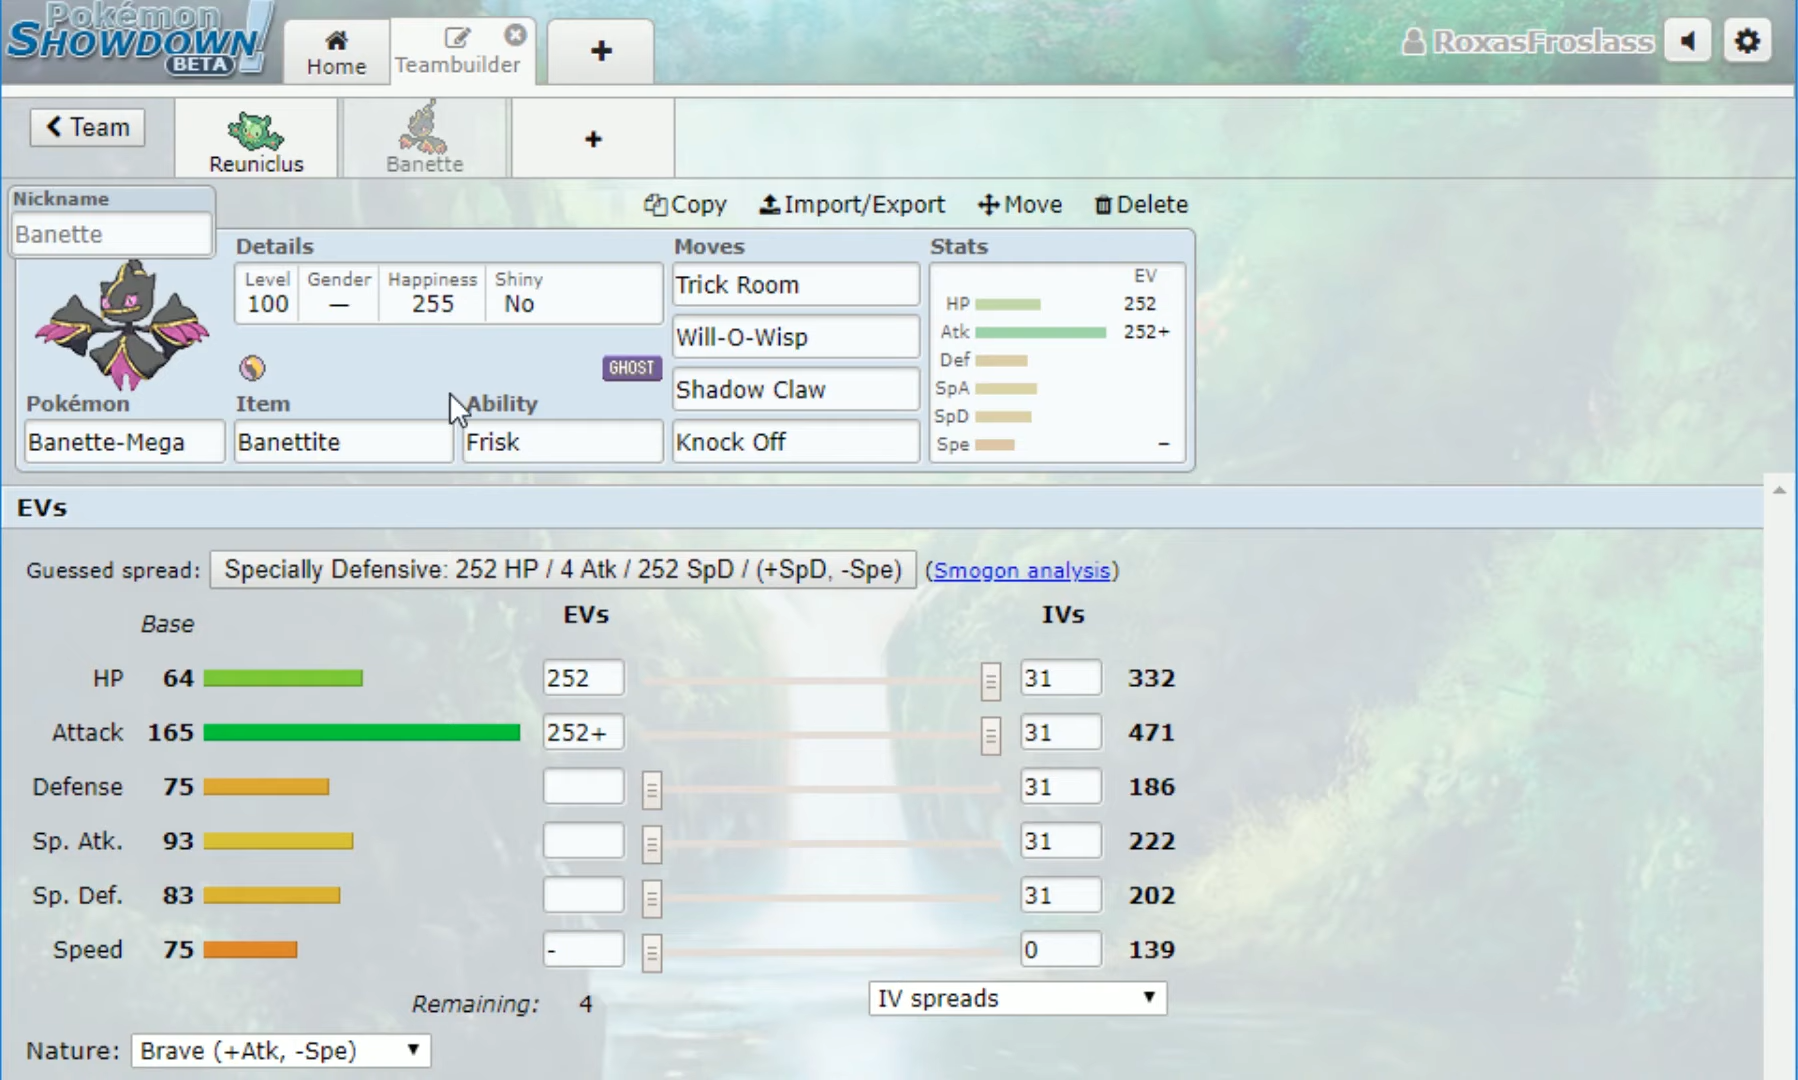 Pokémon
SHOWDOWN!
BETA
Home
Teambuilder
+
RoxasFroslass
Team
Reuniclus
Banette
+
Nickname
Banette
Copy
Import/Export
Move
Delete
Details
Moves
Stats
Level
Gender
Happiness
Shiny
100
—
255
No
GHOST
Pokémon
Item
Ability
Banette-Mega
Banettite
Frisk
Trick Room
Will-O-Wisp
Shadow Claw
Knock Off
EV
HP 252
Atk 252+
Def
SpA
SpD
Spe −
EVs
Guessed spread: Specially Defensive: 252 HP / 4 Atk / 252 SpD / (+SpD, -Spe) (Smogon analysis)
Base EVs IVs
HP 64 252 31 332
Attack 165 252+ 31 471
Defense 75 31 186
Sp. Atk. 93 31 222
Sp. Def. 83 31 202
Speed 75 - 0 139
Remaining: 4
IV spreads
Nature: Brave (+Atk, -Spe)